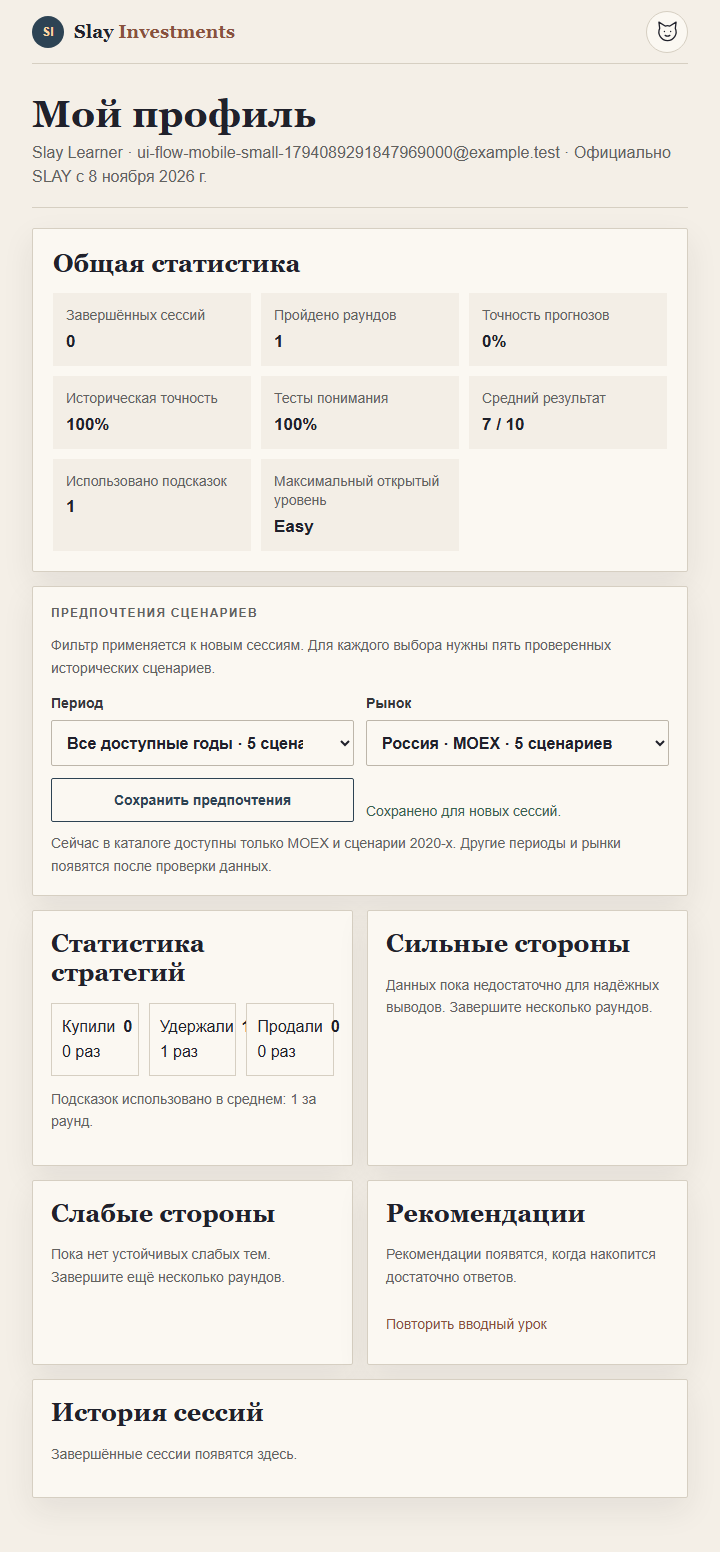 SI Slay Investments
Мой профиль
Slay Learner · ui-flow-mobile-small-1794089291847969000@example.test · Официально
SLAY с 8 ноября 2026 г.
Общая статистика
Завершённых сессий
0
Пройдено раундов
1
Точность прогнозов
0%
Историческая точность
100%
Тесты понимания
100%
Средний результат
7 / 10
Использовано подсказок
1
Максимальный открытый
уровень
Easy
ПРЕДПОЧТЕНИЯ СЦЕНАРИЕВ
Фильтр применяется к новым сессиям. Для каждого выбора нужны пять проверенных
исторических сценариев.
Период
Все доступные годы · 5 сцена
Рынок
Россия · MOEX · 5 сценариев
Сохранить предпочтения
Сохранено для новых сессий.
Сейчас в каталоге доступны только MOEX и сценарии 2020-х. Другие периоды и рынки
появятся после проверки данных.
Статистика
стратегий
Купили 0
0 раз
Удержали 1
1 раз
Продали 0
0 раз
Подсказок использовано в среднем: 1 за
раунд.
Сильные стороны
Данных пока недостаточно для надёжных
выводов. Завершите несколько раундов.
Слабые стороны
Пока нет устойчивых слабых тем.
Завершите ещё несколько раундов.
Рекомендации
Рекомендации появятся, когда накопится
достаточно ответов.
Повторить вводный урок
История сессий
Завершённые сессии появятся здесь.